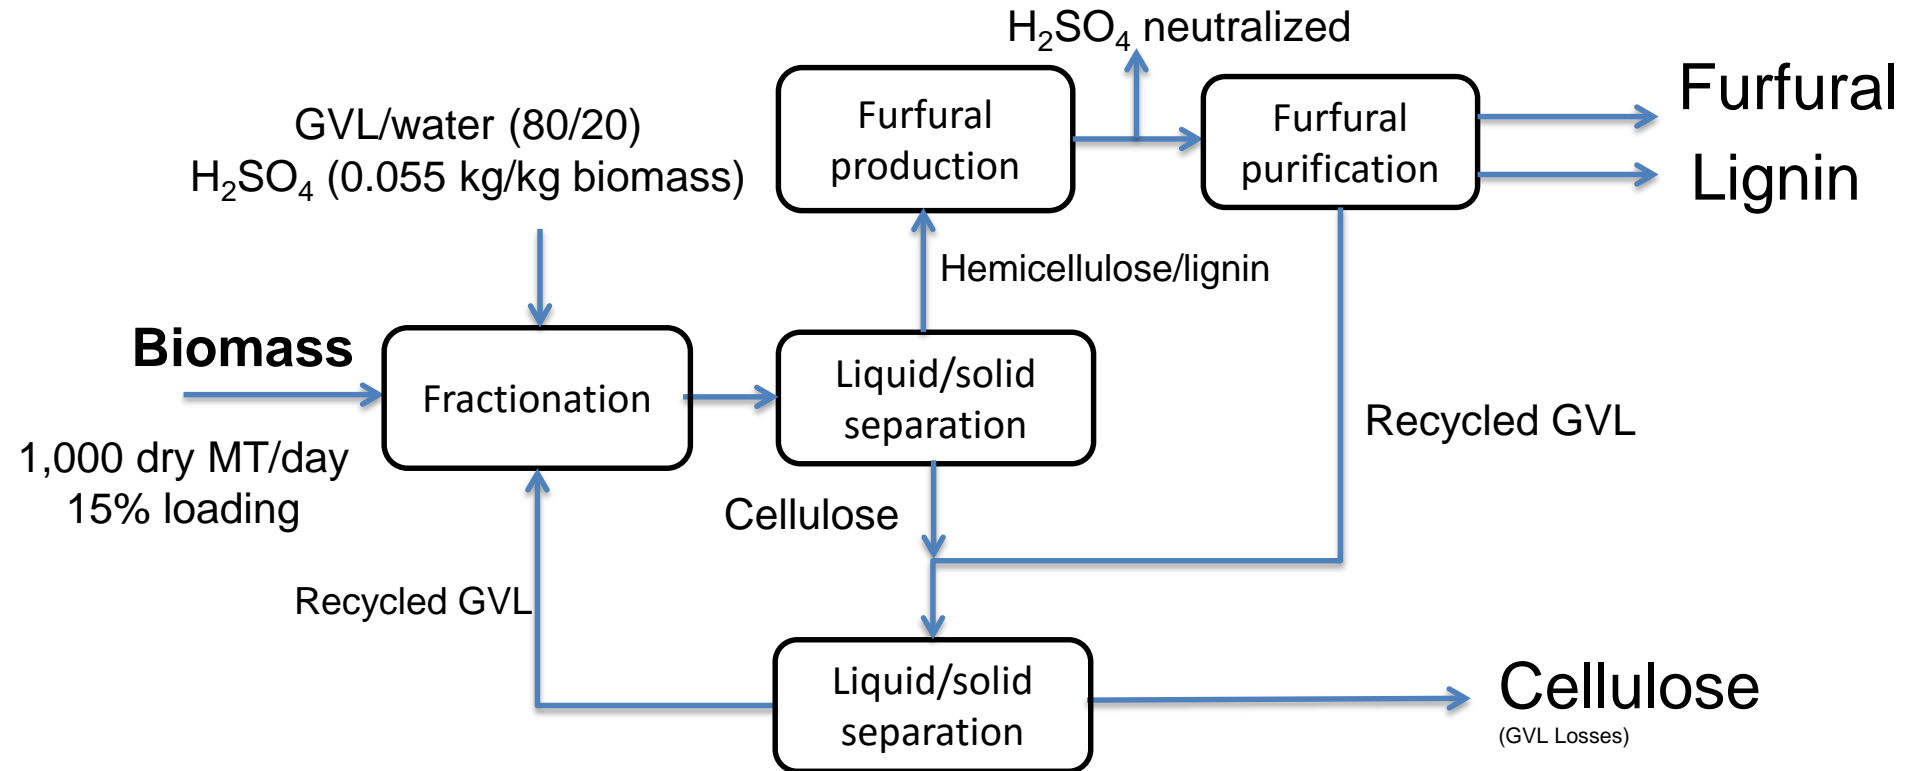 H₂SO₄ neutralized
GVL/water (80/20)
H₂SO₄ (0.055 kg/kg biomass)
Furfural
production
Furfural
purification
Furfural
Lignin
Hemicellulose/lignin
Biomass
1,000 dry MT/day
15% loading
Fractionation
Liquid/solid
separation
Recycled GVL
Cellulose
Recycled GVL
Liquid/solid
separation
Cellulose
(GVL Losses)